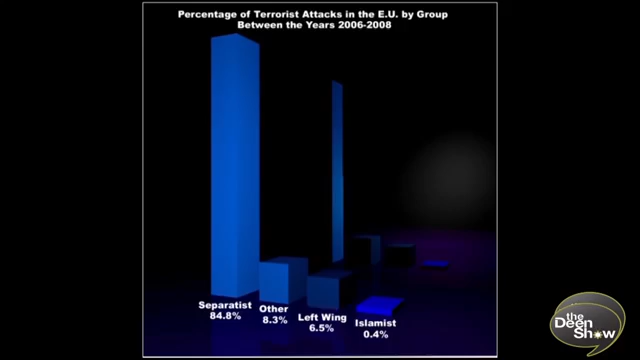 Percentage of Terrorist Attacks in the E.U. by Group
Between the Years 2006-2008
Separatist
84.8%
Other
8.3%
Left Wing
6.5%
Islamist
0.4%
the
Deen
Show